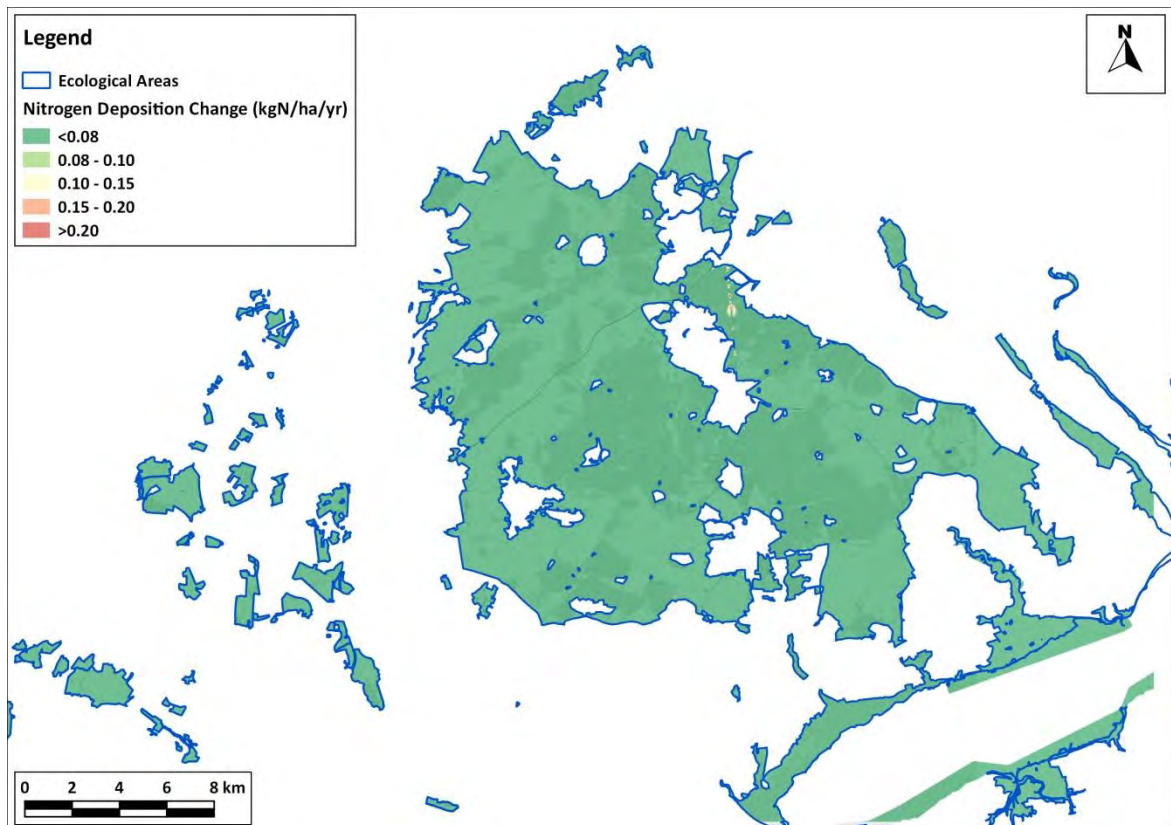 Legend
Ecological Areas
Nitrogen Deposition Change (kgN/ha/yr)
<0.08
0.08 - 0.10
0.10 - 0.15
0.15 - 0.20
>0.20
N
0 2 4 6 8 km